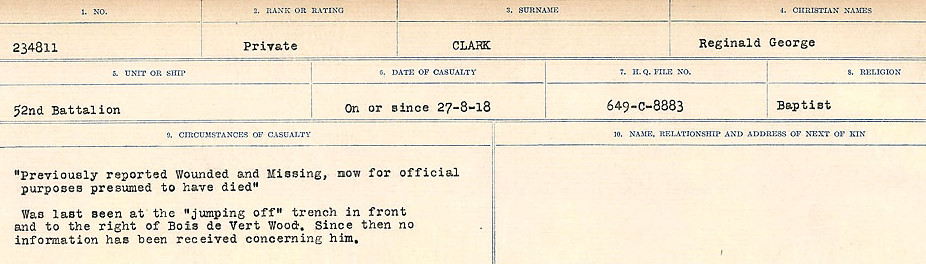 1. NO. 2. RANK OR RATING 3. SURNAME 4. CHRISTIAN NAMES
234811 Private CLARK Reginald George
5. UNIT OR SHIP 6. DATE OF CASUALTY 7. H.Q. FILE NO. 8. RELIGION
52nd Battalion On or since 27-8-18 649-C-8883 Baptist
9. CIRCUMSTANCES OF CASUALTY 10. NAME, RELATIONSHIP AND ADDRESS OF NEXT OF KIN
"Previously reported Wounded and Missing, mow for official
purposes presumed to have died"
Was last seen at the "jumping off" trench in front
and to the right of Bois de Vert Wood. Since then no
information has been received concerning him.